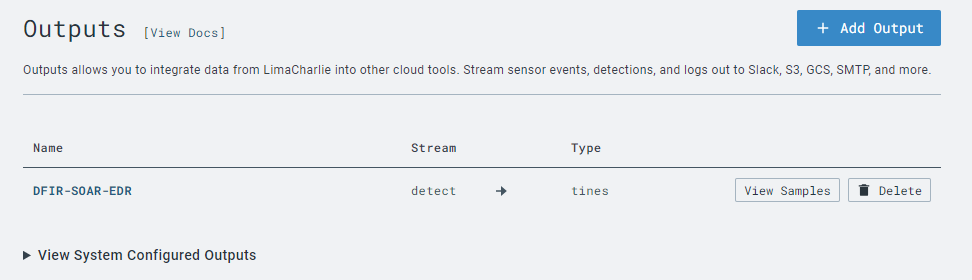 Outputs [View Docs]
+ Add Output
Outputs allows you to integrate data from LimaCharlie into other cloud tools. Stream sensor events, detections, and logs out to Slack, S3, GCS, SMTP, and more.
Name Stream Type
DFIR-SOAR-EDR detect → tines View Samples Delete
View System Configured Outputs